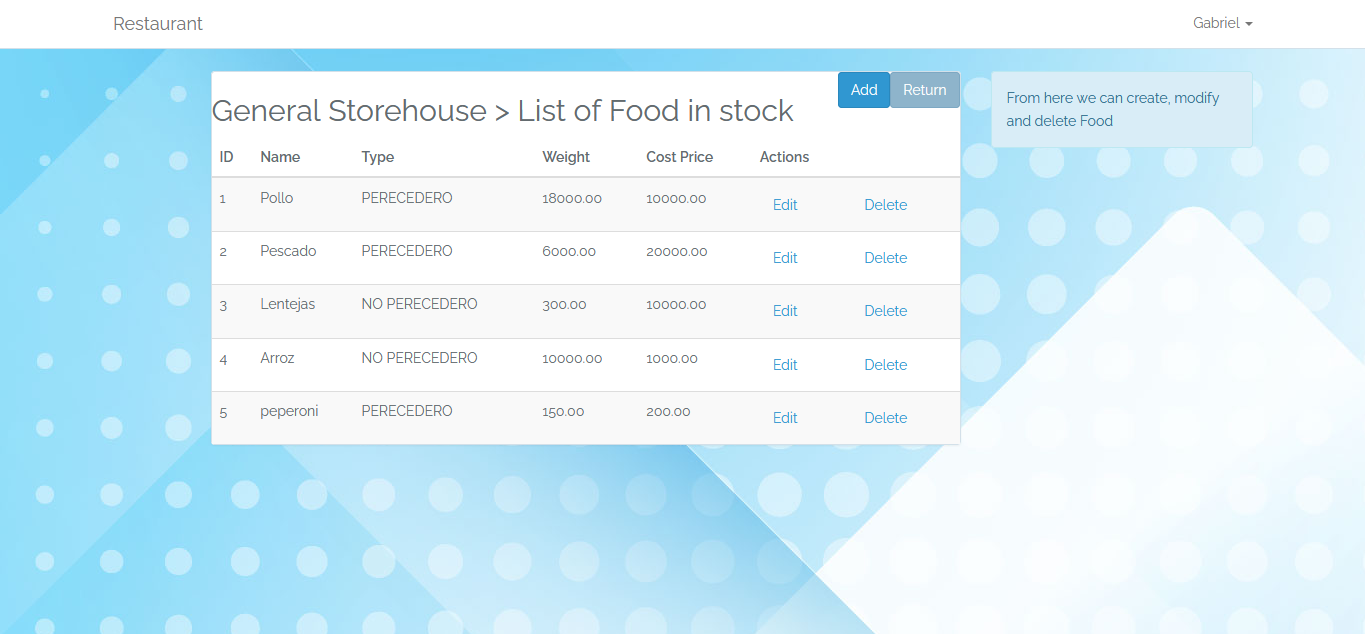 Restaurant Gabriel
Add Return
General Storehouse > List of Food in stock
From here we can create, modify
and delete Food
ID Name Type Weight Cost Price Actions
1 Pollo PERECEDERO 18000.00 10000.00 Edit Delete
2 Pescado PERECEDERO 6000.00 20000.00 Edit Delete
3 Lentejas NO PERECEDERO 300.00 10000.00 Edit Delete
4 Arroz NO PERECEDERO 10000.00 1000.00 Edit Delete
5 peperoni PERECEDERO 150.00 200.00 Edit Delete